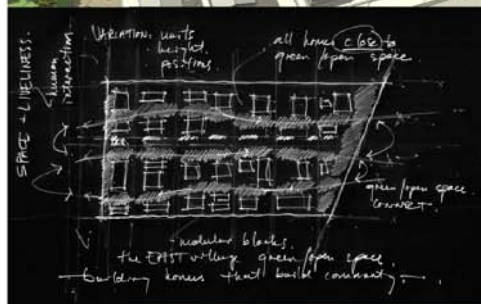 VARIATION: units
. height
. positions.
all homes close to
green/open space
SPACE + LIVELINESS.
human
interaction
green/open space
connect.
- modular blocks.
the EAST village green/open space.
building homes that build community.